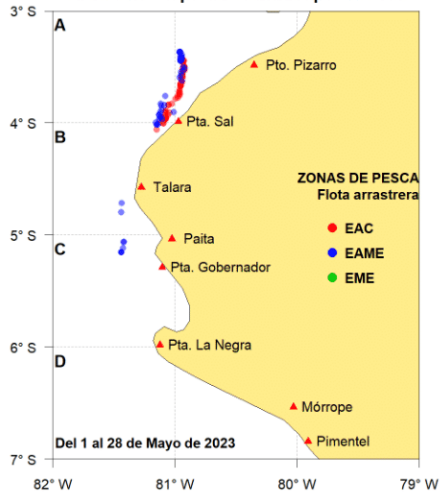 3° S
A
Pto. Pizarro
4° S
Pta. Sal
B
ZONAS DE PESCA
Talara
Flota arrastrera
EAC
5° S
Paita
EAME
C
Pta. Gobernador
EME
6° S
Pta. La Negra
D
Mórrope
Del 1 al 28 de Mayo de 2023
Pimentel
7° S
82° W
81° W
80° W
79° W